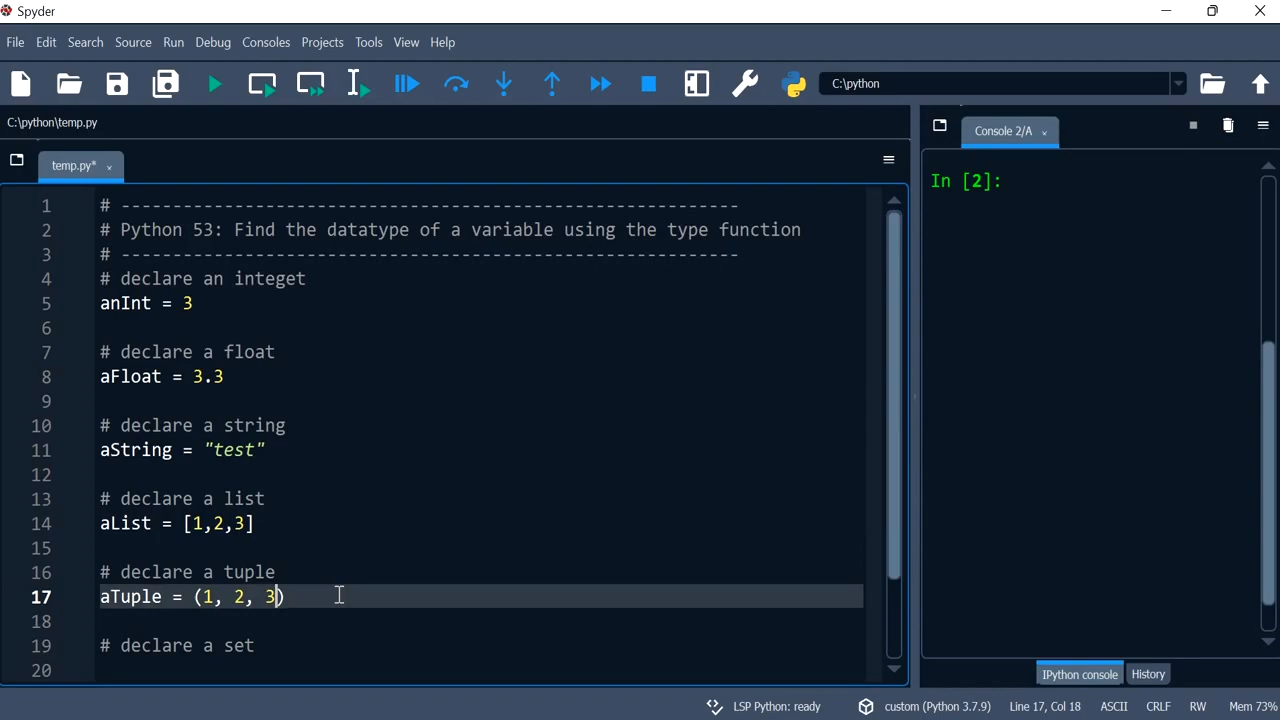 Spyder
File Edit Search Source Run Debug Consoles Projects Tools View Help
C:\python
C:\python\temp.py
temp.py*
Console 2/A
1 # ------------------------------------------------------------
2 # Python 53: Find the datatype of a variable using the type function
3 # ------------------------------------------------------------
4 # declare an integet
5 anInt = 3
6
7 # declare a float
8 aFloat = 3.3
9
10 # declare a string
11 aString = "test"
12
13 # declare a list
14 aList = [1,2,3]
15
16 # declare a tuple
17 aTuple = (1, 2, 3)
18
19 # declare a set
20
In [2]:
IPython console History
LSP Python: ready custom (Python 3.7.9) Line 17, Col 18 ASCII CRLF RW Mem 73%